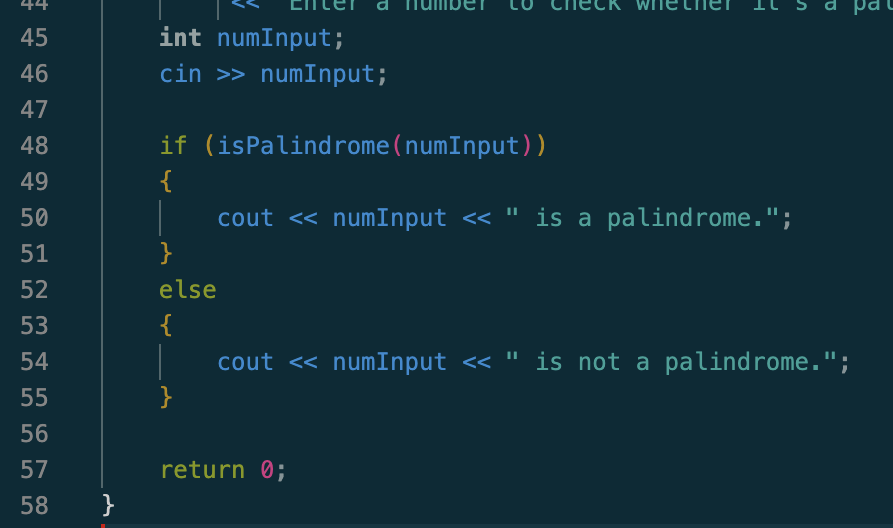 44 << "Enter a number to check whether it's a pal
45 int numInput;
46 cin >> numInput;
47
48 if (isPalindrome(numInput))
49 {
50 cout << numInput << " is a palindrome.";
51 }
52 else
53 {
54 cout << numInput << " is not a palindrome.";
55 }
56
57 return 0;
58 }